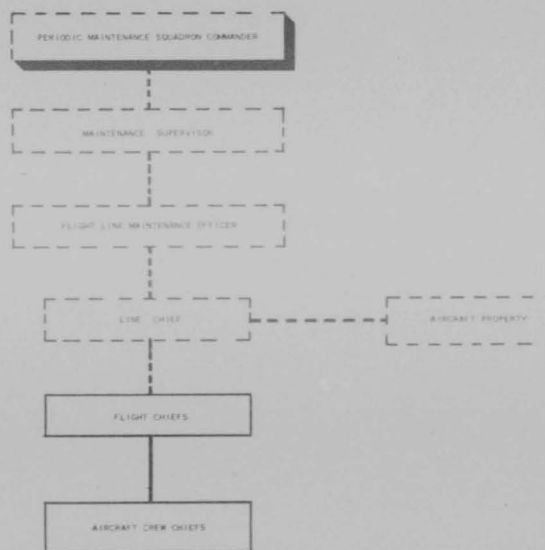 PERIODIC MAINTENANCE SQUADRON COMMANDER
MAINTENANCE SUPERVISOR
FLIGHT LINE MAINTENANCE OFFICER
LINE CHIEF
AIRCRAFT PROPERTY
FLIGHT CHIEFS
AIRCRAFT CREW CHIEFS